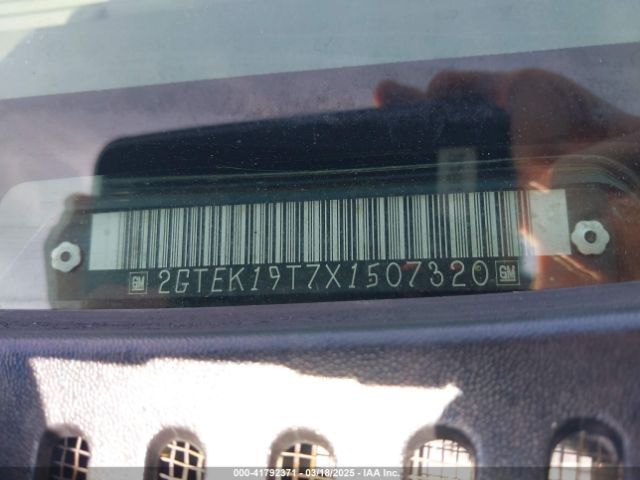 GM 2GTEK19T7X1507320 GM
000-41792371 - 03/18/2025 - IAA Inc.